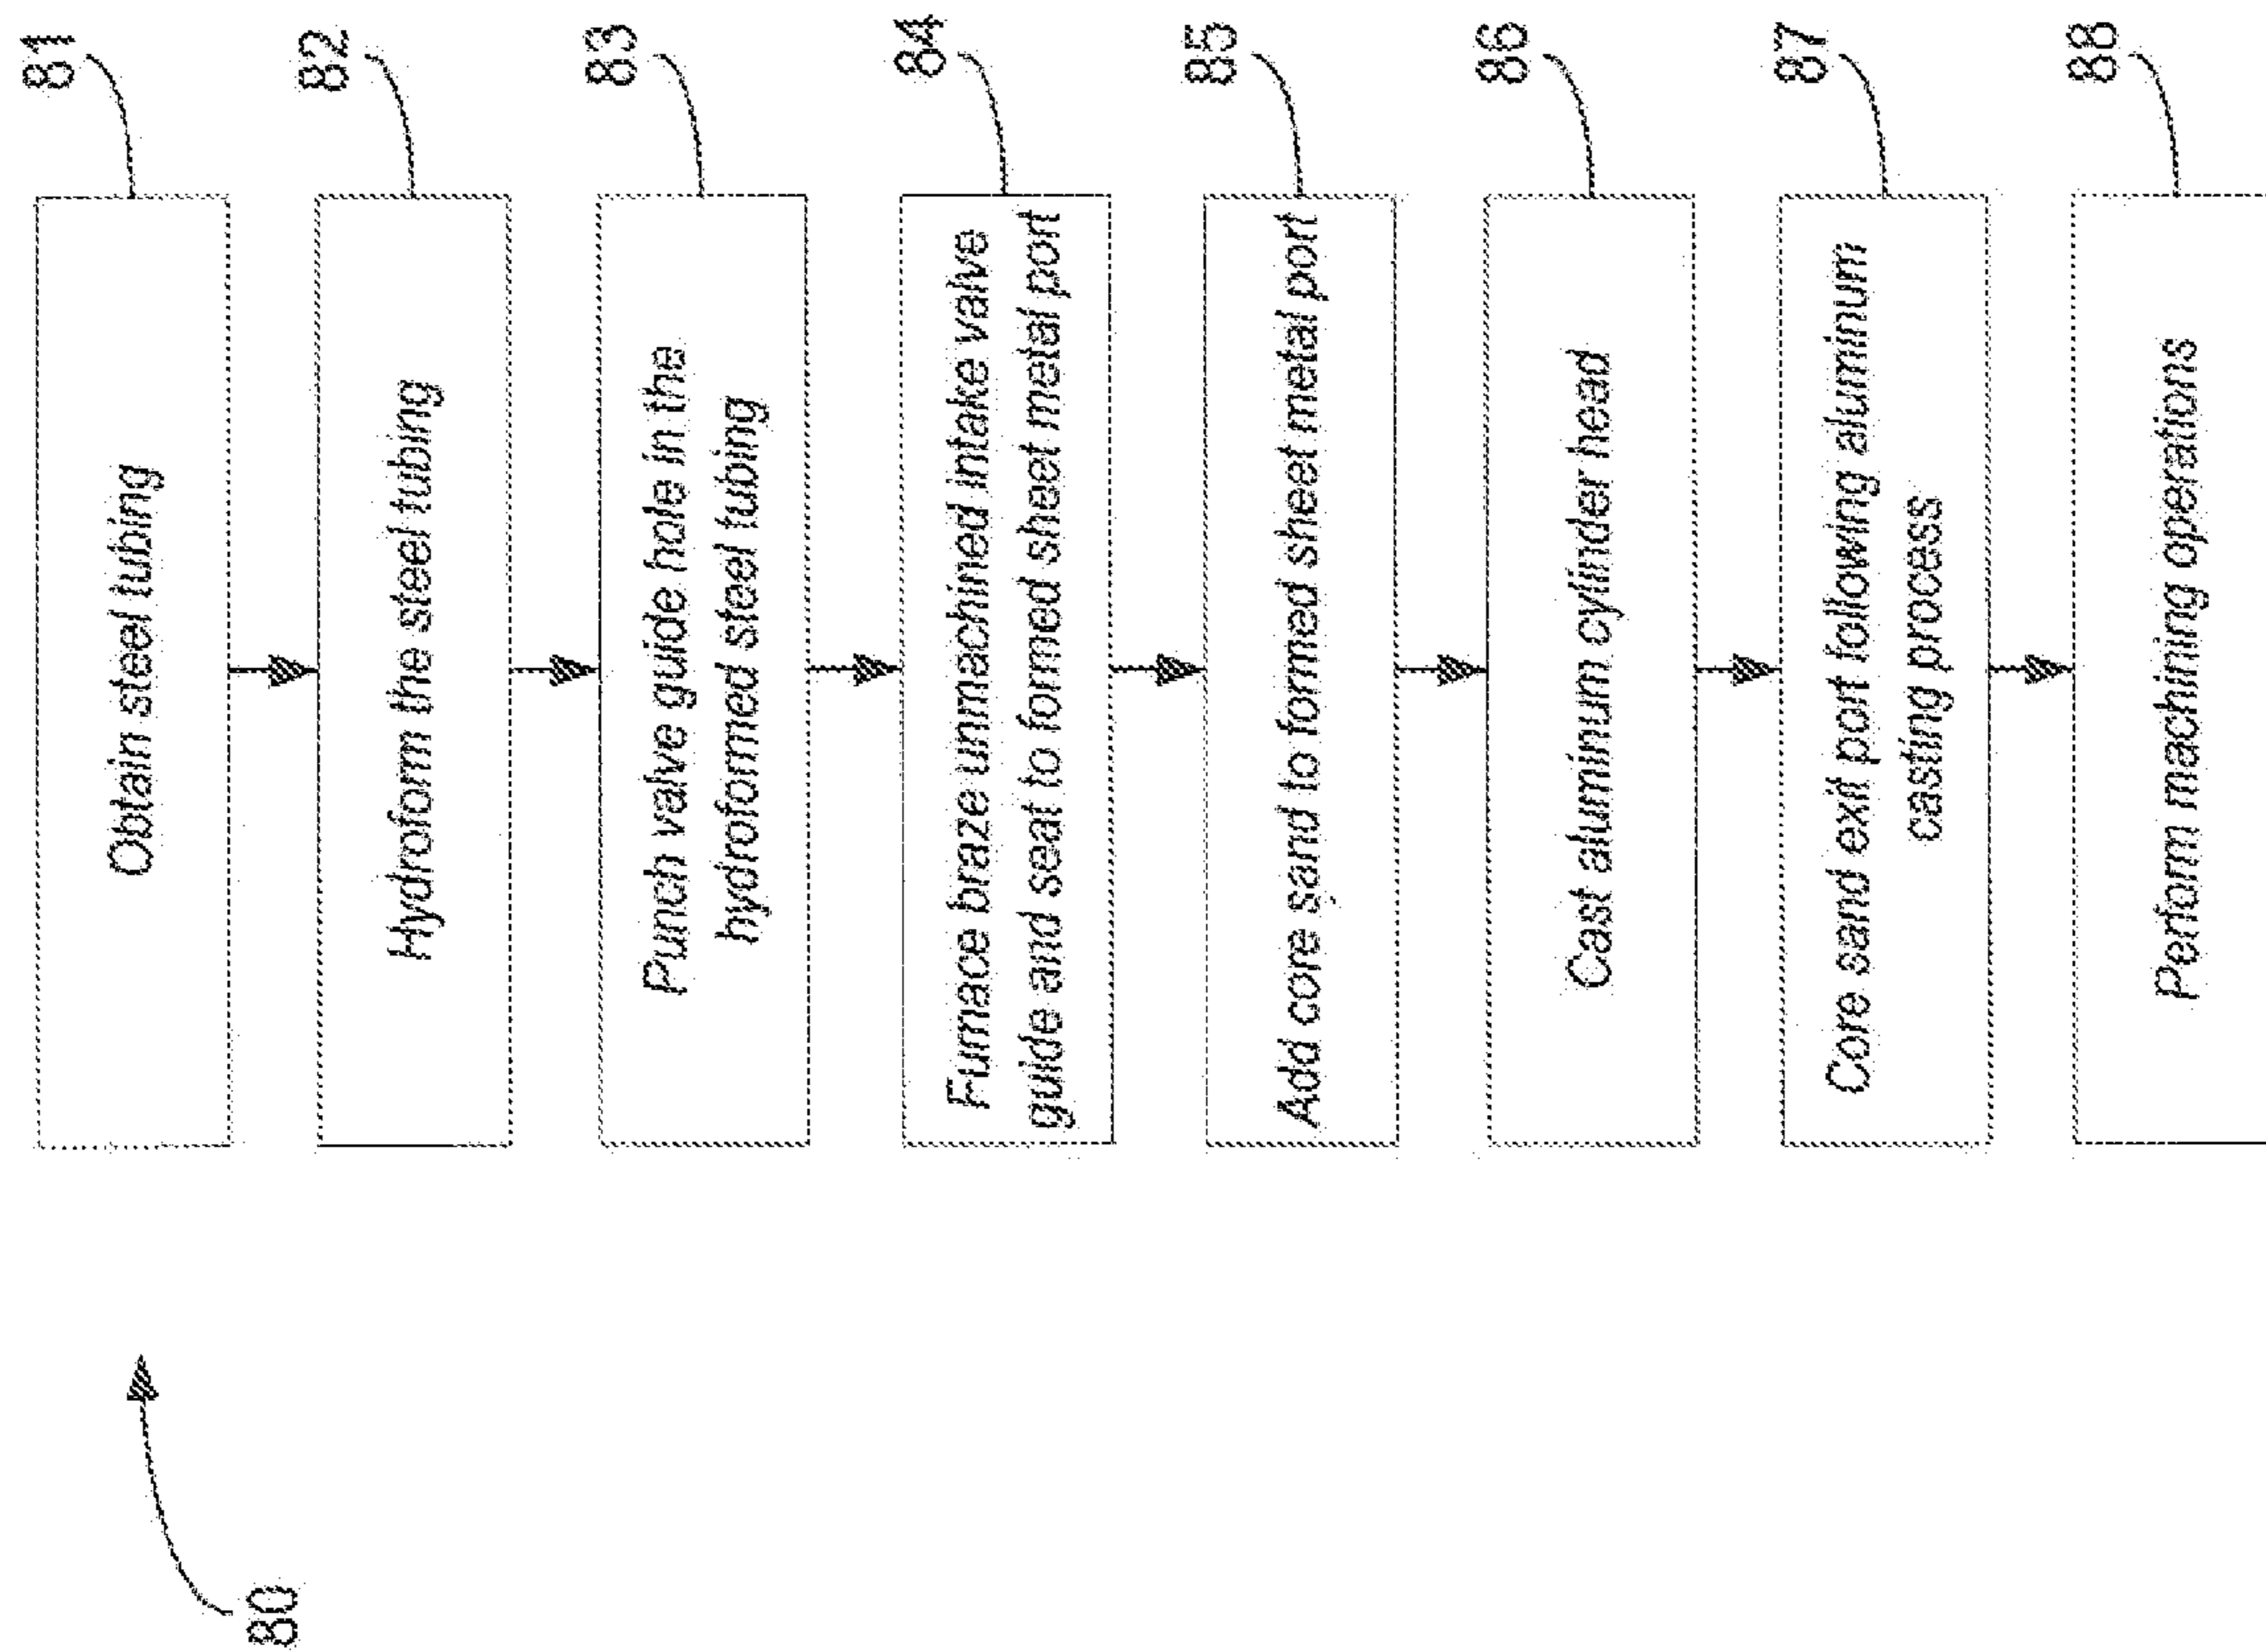 80
81
Obtain steel tubing
82
Hydroform the steel tubing
83
Punch valve guide hole in the
hydroformed steel tubing
84
Furnace braze unmachined intake valve
guide and seat to formed sheet metal port
85
Add core sand to formed sheet metal port
86
Cast aluminum cylinder head
87
Core sand exit port following aluminum
casting process
88
Perform machining operations